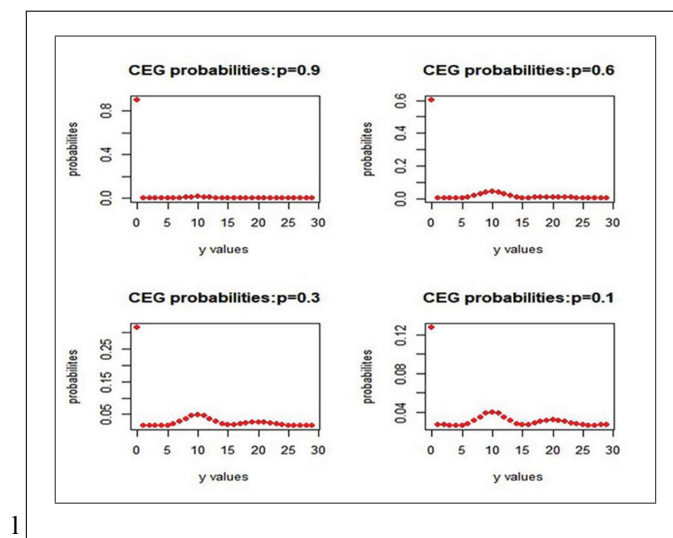 CEG probabilities:p=0.9
probabilites
0.0 0.4 0.8
0 5 10 15 20 25 30
y values
CEG probabilities:p=0.6
probabilites
0.0 0.2 0.4 0.6
0 5 10 15 20 25 30
y values
CEG probabilities:p=0.3
probabilites
0.05 0.15 0.25
0 5 10 15 20 25 30
y values
CEG probabilities:p=0.1
probabilites
0.04 0.08 0.12
0 5 10 15 20 25 30
y values
1